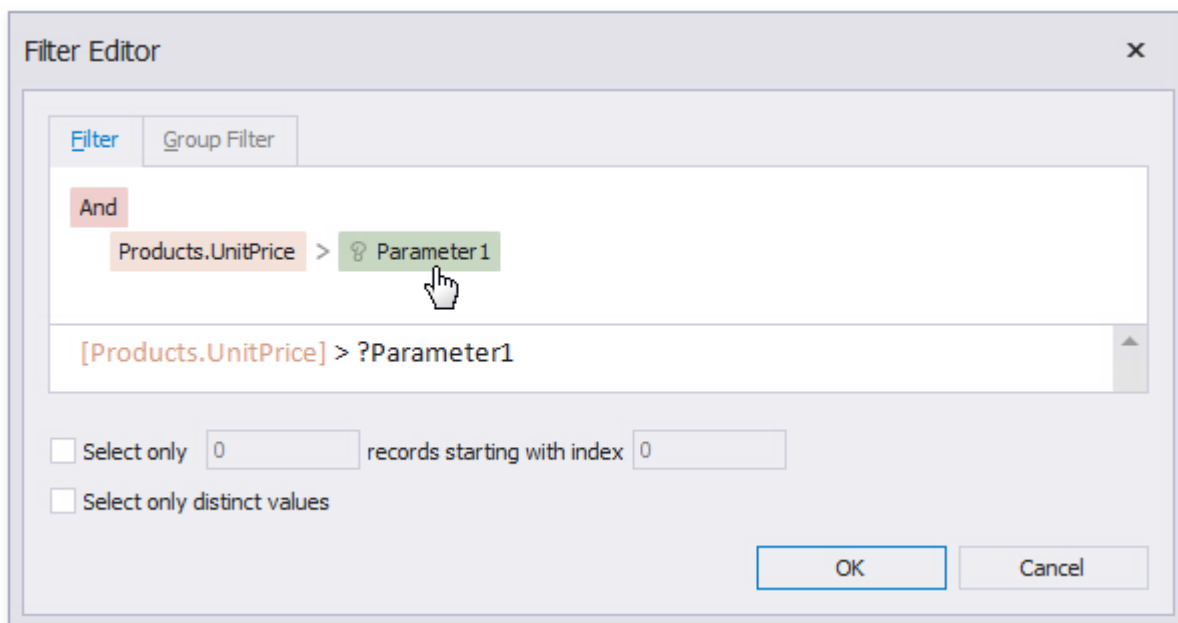 Filter Editor
Filter Group Filter
And
Products.UnitPrice > Parameter1
[Products.UnitPrice] > ?Parameter1
Select only 0 records starting with index 0
Select only distinct values
OK Cancel